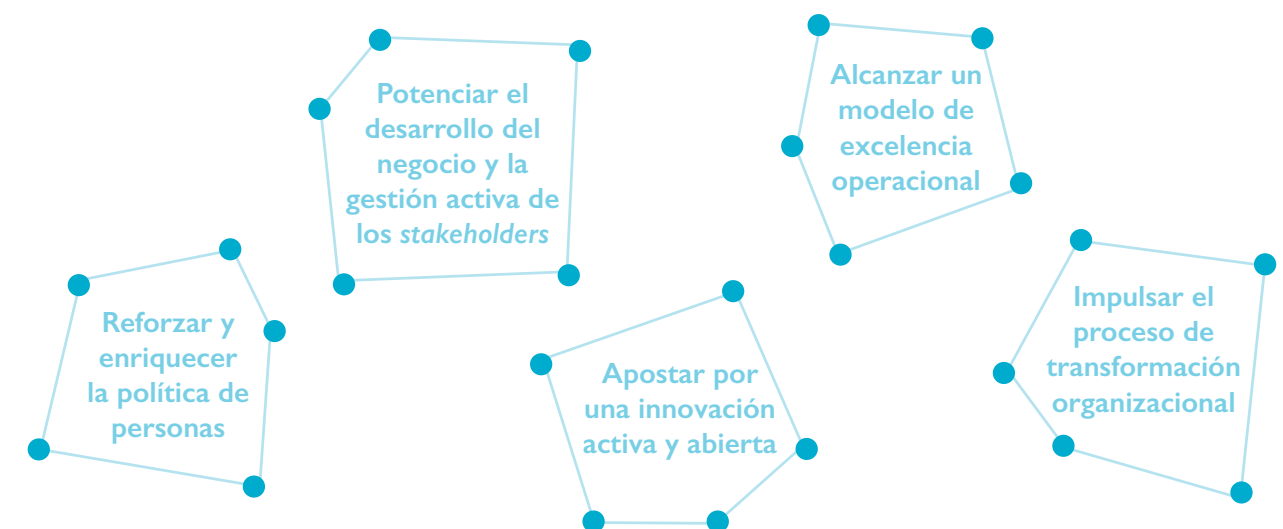 Potenciar el
desarrollo del
negocio y la
gestión activa de
los stakeholders
Alcanzar un
modelo de
excelencia
operacional
Reforzar y
enriquecer
la política de
personas
Apostar por
una innovación
activa y abierta
Impulsar el
proceso de
transformación
organizacional